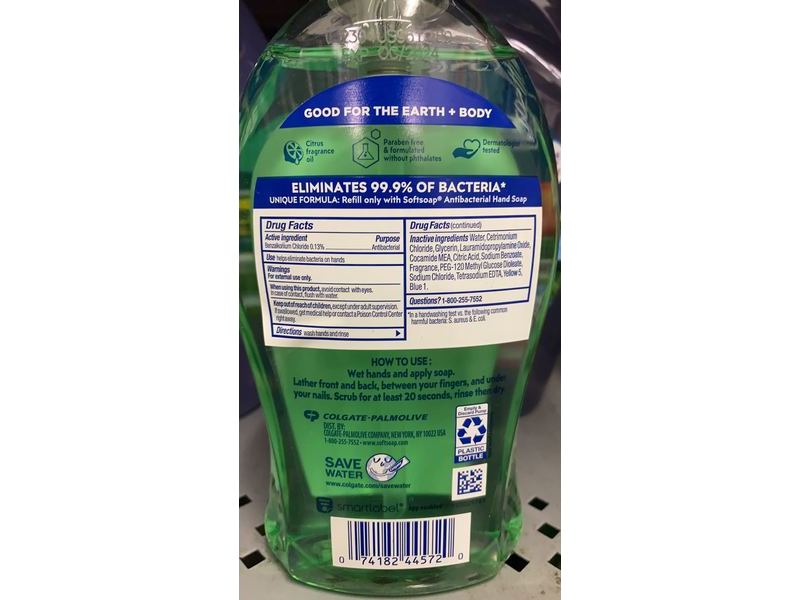 EXP 06/2024
GOOD FOR THE EARTH + BODY
Citrus
fragrance
oil
Paraben free
& formulated
without phthalates
Dermatologist
tested
ELIMINATES 99.9% OF BACTERIA*
UNIQUE FORMULA: Refill only with Softsoap® Antibacterial Hand Soap
Drug Facts
Active ingredient Purpose
Benzalkonium Chloride 0.13% Antibacterial
Use helps eliminate bacteria on hands
Warnings
For external use only.
When using this product, avoid contact with eyes.
In case of contact, flush with water.
Keep out of reach of children, except under adult supervision.
If swallowed, get medical help or contact a Poison Control Center
right away.
Directions wash hands and rinse
Drug Facts (continued)
Inactive ingredients Water, Cetrimonium
Chloride, Glycerin, Lauramidopropylamine Oxide,
Cocamide MEA, Citric Acid, Sodium Benzoate,
Fragrance, PEG-120 Methyl Glucose Dioleate,
Sodium Chloride, Tetrasodium EDTA, Yellow 5,
Blue 1.
Questions? 1-800-255-7552
*In a handwashing test vs. the following common
harmful bacteria: S. aureus & E. coli.
HOW TO USE:
Wet hands and apply soap.
Lather front and back, between your fingers, and under
your nails. Scrub for at least 20 seconds, rinse then dry.
COLGATE-PALMOLIVE
DIST. BY:
COLGATE-PALMOLIVE COMPANY, NEW YORK, NY 10022 USA
1-800-255-7552 • www.softsoap.com
Empty &
Discard Pump
PLASTIC
BOTTLE
SAVE
WATER
www.colgate.com/savewater
smartlabel® App enabled
0 74182 44572 0